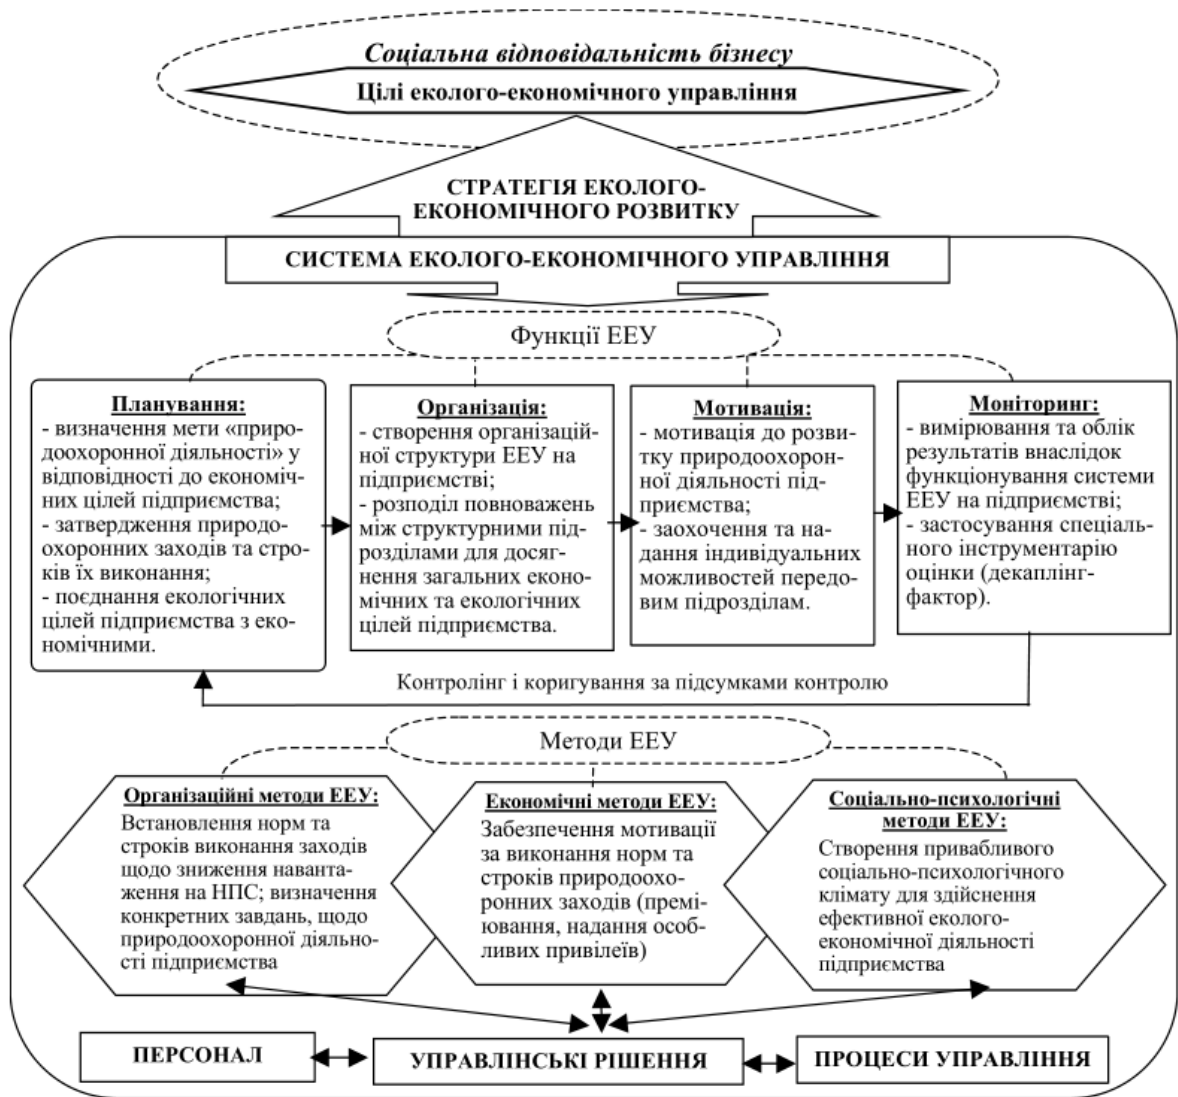 Соціальна відповідальність бізнесу
Цілі еколого-економічного управління
СТРАТЕГІЯ ЕКОЛОГО-
ЕКОНОМІЧНОГО РОЗВИТКУ
СИСТЕМА ЕКОЛОГО-ЕКОНОМІЧНОГО УПРАВЛІННЯ
Функції ЕЕУ
Планування:
- визначення мети «приро-
доохоронної діяльності» у
відповідності до економіч-
них цілей підприємства;
- затвердження природо-
охоронних заходів та стро-
ків їх виконання;
- поєднання екологічних
цілей підприємства з еко-
номічними.
Організація:
- створення організацій-
ної структури ЕЕУ на
підприємстві;
- розподіл повноважень
між структурними під-
розділами для досяг-
нення загальних еконо-
мічних та екологічних
цілей підприємства.
Мотивація:
- мотивація до розви-
тку природоохорон-
ної діяльності під-
приємства;
- заохочення та на-
дання індивідуальних
можливостей передо-
вим підрозділам.
Моніторинг:
- вимірювання та облік
результатів внаслідок
функціонування системи
ЕЕУ на підприємстві;
- застосування спеціаль-
ного інструментарію
оцінки (декаплінг-
фактор).
Контролінг і коригування за підсумками контролю
Методи ЕЕУ
Організаційні методи ЕЕУ:
Встановлення норм та
строків виконання заходів
щодо зниження наванта-
ження на НПС; визначення
конкретних завдань, щодо
природоохоронної діяльно-
сті підприємства
Економічні методи ЕЕУ:
Забезпечення мотивації
за виконання норм та
строків природоохо-
ронних заходів (премі-
ювання, надання особ-
ливих привілеїв)
Соціально-психологічні
методи ЕЕУ:
Створення привабливого
соціально-психологічного
клімату для здійснення
ефективної еколого-
економічної діяльності
підприємства
ПЕРСОНАЛ
УПРАВЛІНСЬКІ РІШЕННЯ
ПРОЦЕСИ УПРАВЛІННЯ